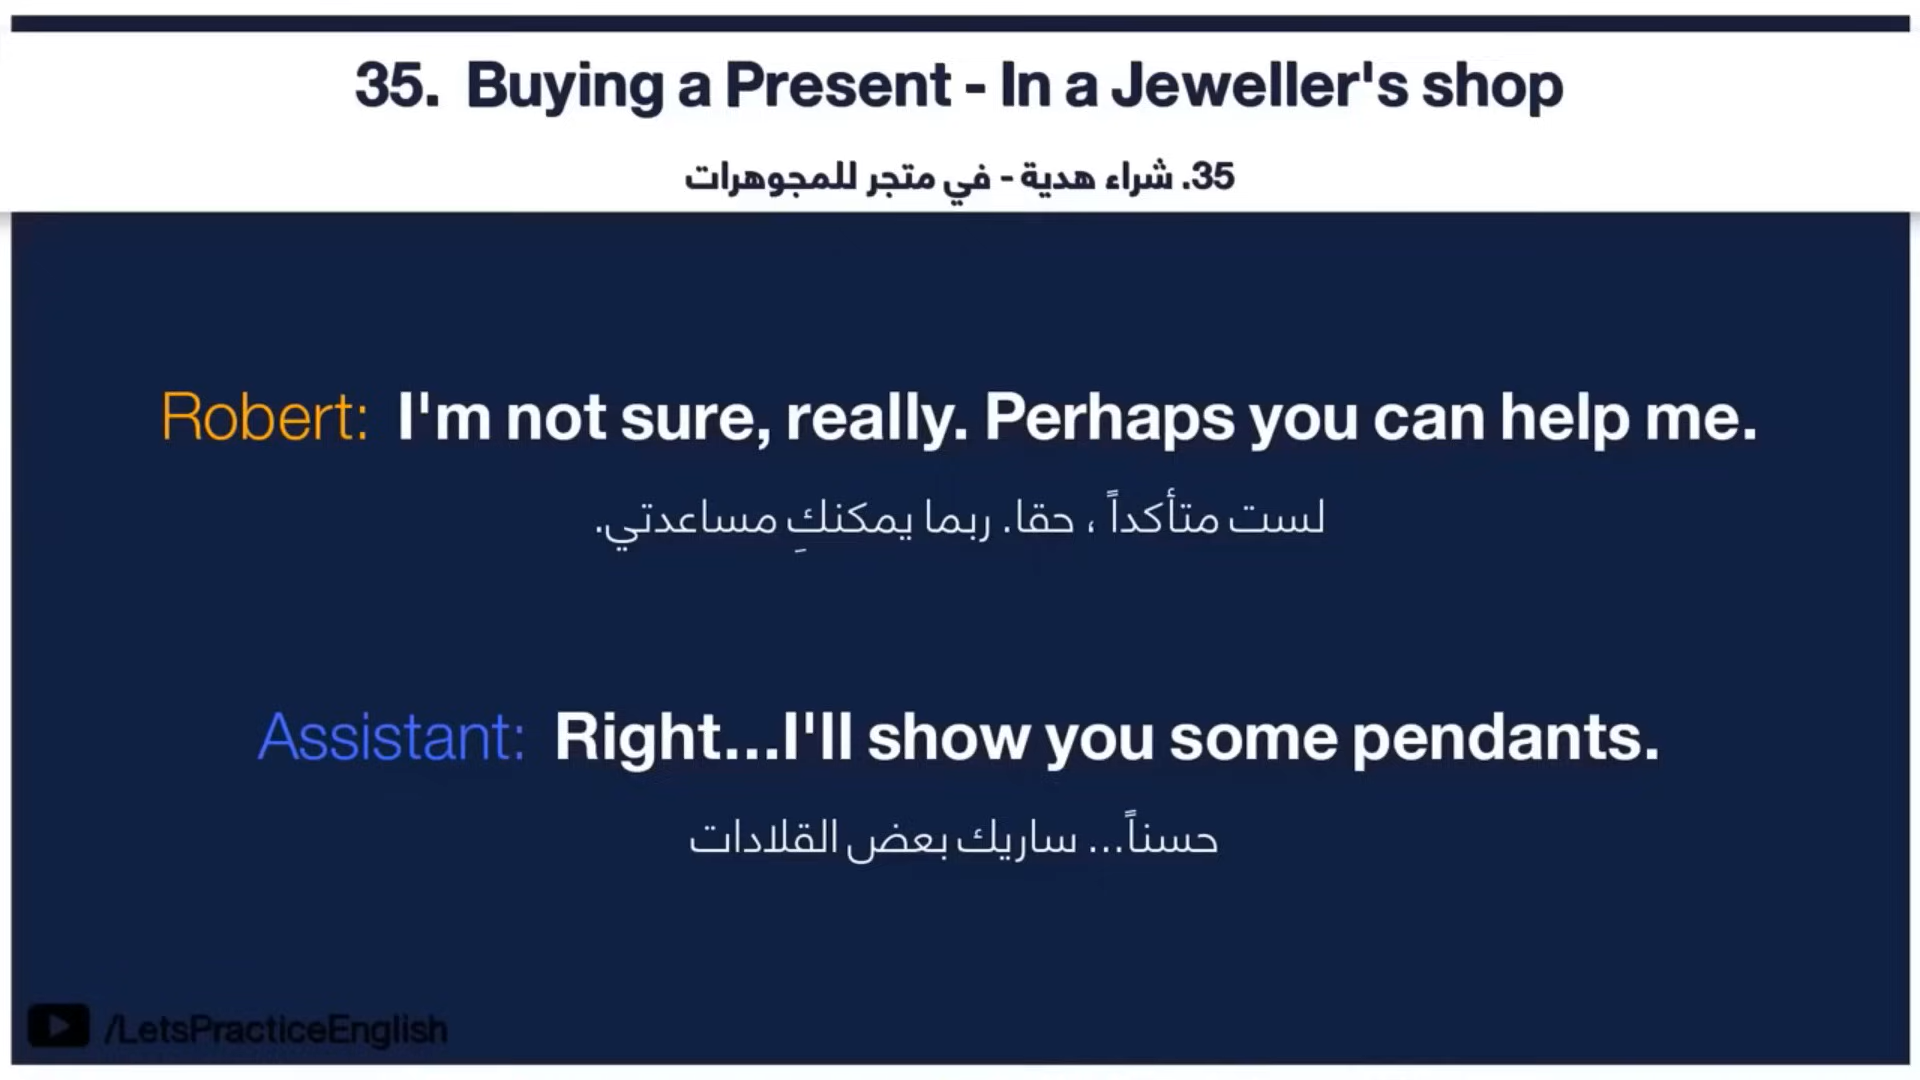 35. Buying a Present - In a Jeweller's shop
35. شراء هدية - في متجر للمجوهرات
Robert: I'm not sure, really. Perhaps you can help me.
لست متأكداً ، حقا. ربما يمكنكِ مساعدتي.
Assistant: Right...I'll show you some pendants.
حسناً... ساريك بعض القلادات
/LetsPracticeEnglish